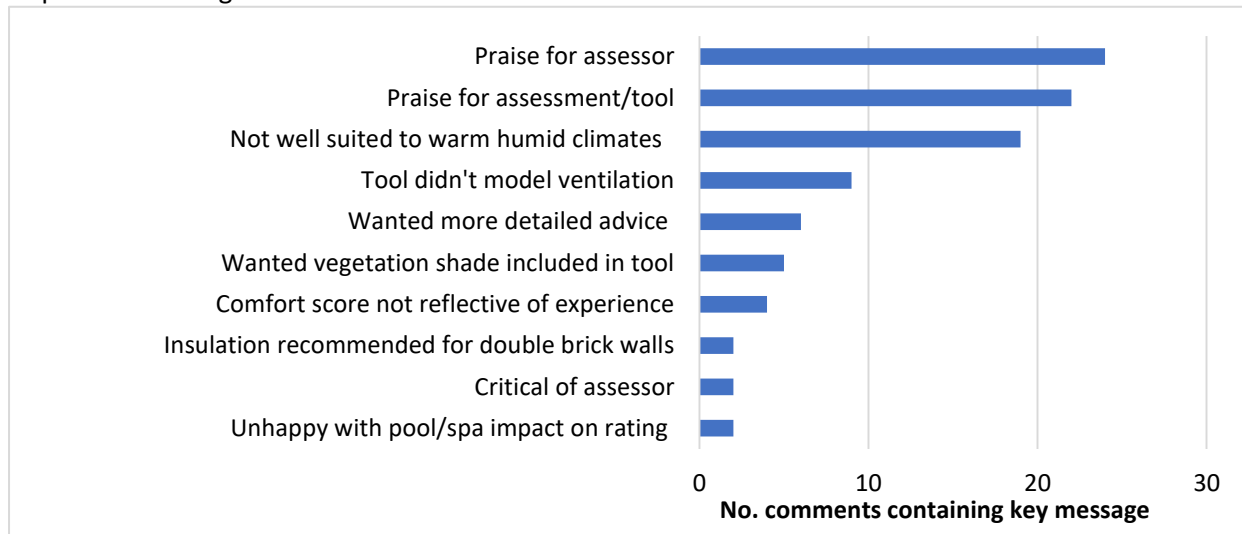 Praise for assessor
Praise for assessment/tool
Not well suited to warm humid climates
Tool didn't model ventilation
Wanted more detailed advice
Wanted vegetation shade included in tool
Comfort score not reflective of experience
Insulation recommended for double brick walls
Critical of assessor
Unhappy with pool/spa impact on rating
0 10 20 30
No. comments containing key message